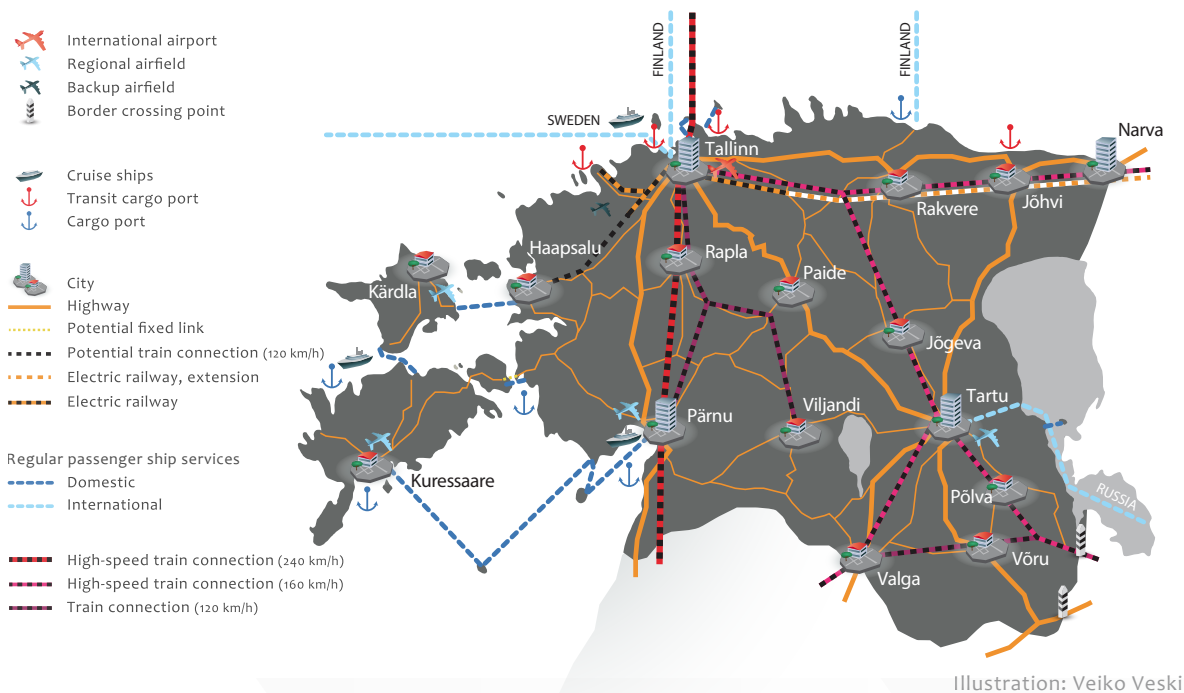 International airport
Regional airfield
Backup airfield
Border crossing point
Cruise ships
Transit cargo port
Cargo port
City
Highway
Potential fixed link
Potential train connection (120 km/h)
Electric railway, extension
Electric railway
Regular passenger ship services
Domestic
International
High-speed train connection (240 km/h)
High-speed train connection (160 km/h)
Train connection (120 km/h)
FINLAND
FINLAND
SWEDEN
Tallinn
Narva
Rakvere
Jõhvi
Haapsalu
Rapla
Paide
Kärdla
Jõgeva
Pärnu
Viljandi
Tartu
Kuressaare
Põlva
RUSSIA
Valga
Võru
Illustration: Veiko Veski